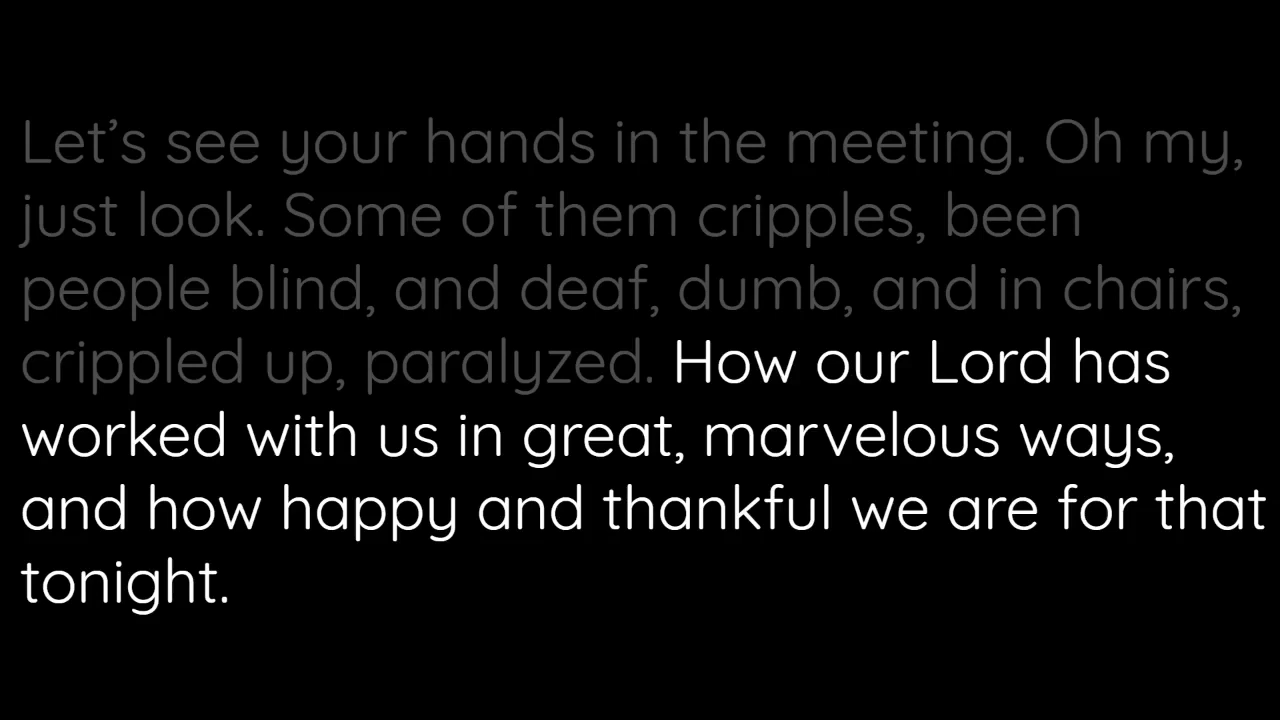 Let’s see your hands in the meeting. Oh my,
just look. Some of them cripples, been
people blind, and deaf, dumb, and in chairs,
crippled up, paralyzed. How our Lord has
worked with us in great, marvelous ways,
and how happy and thankful we are for that
tonight.